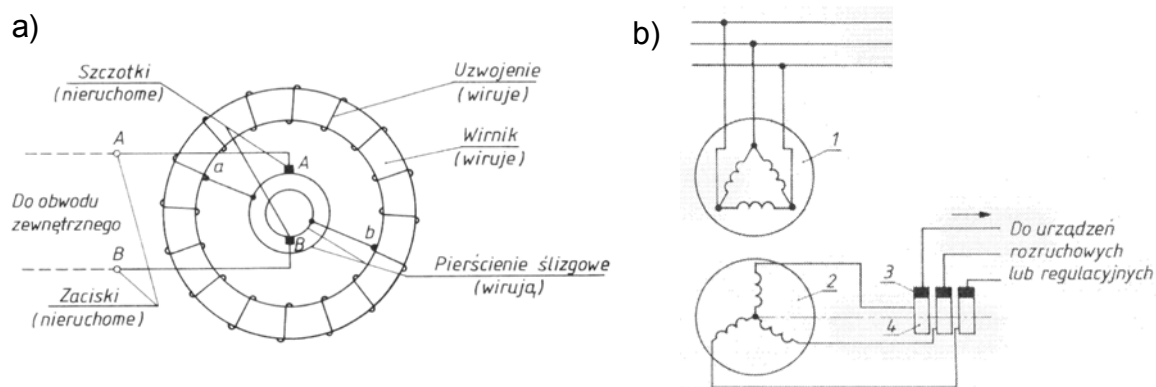 a)
Szczotki
(nieruchome)
Uzwojenie
(wiruje)
Wirnik
(wiruje)
A
A
a
Do obwodu
zewnętrznego
B
B
b
Pierścienie ślizgowe
(wirują)
Zaciski
(nieruchome)
b)
1
2
3
4
Do urządzeń
rozruchowych
lub regulacyjnych